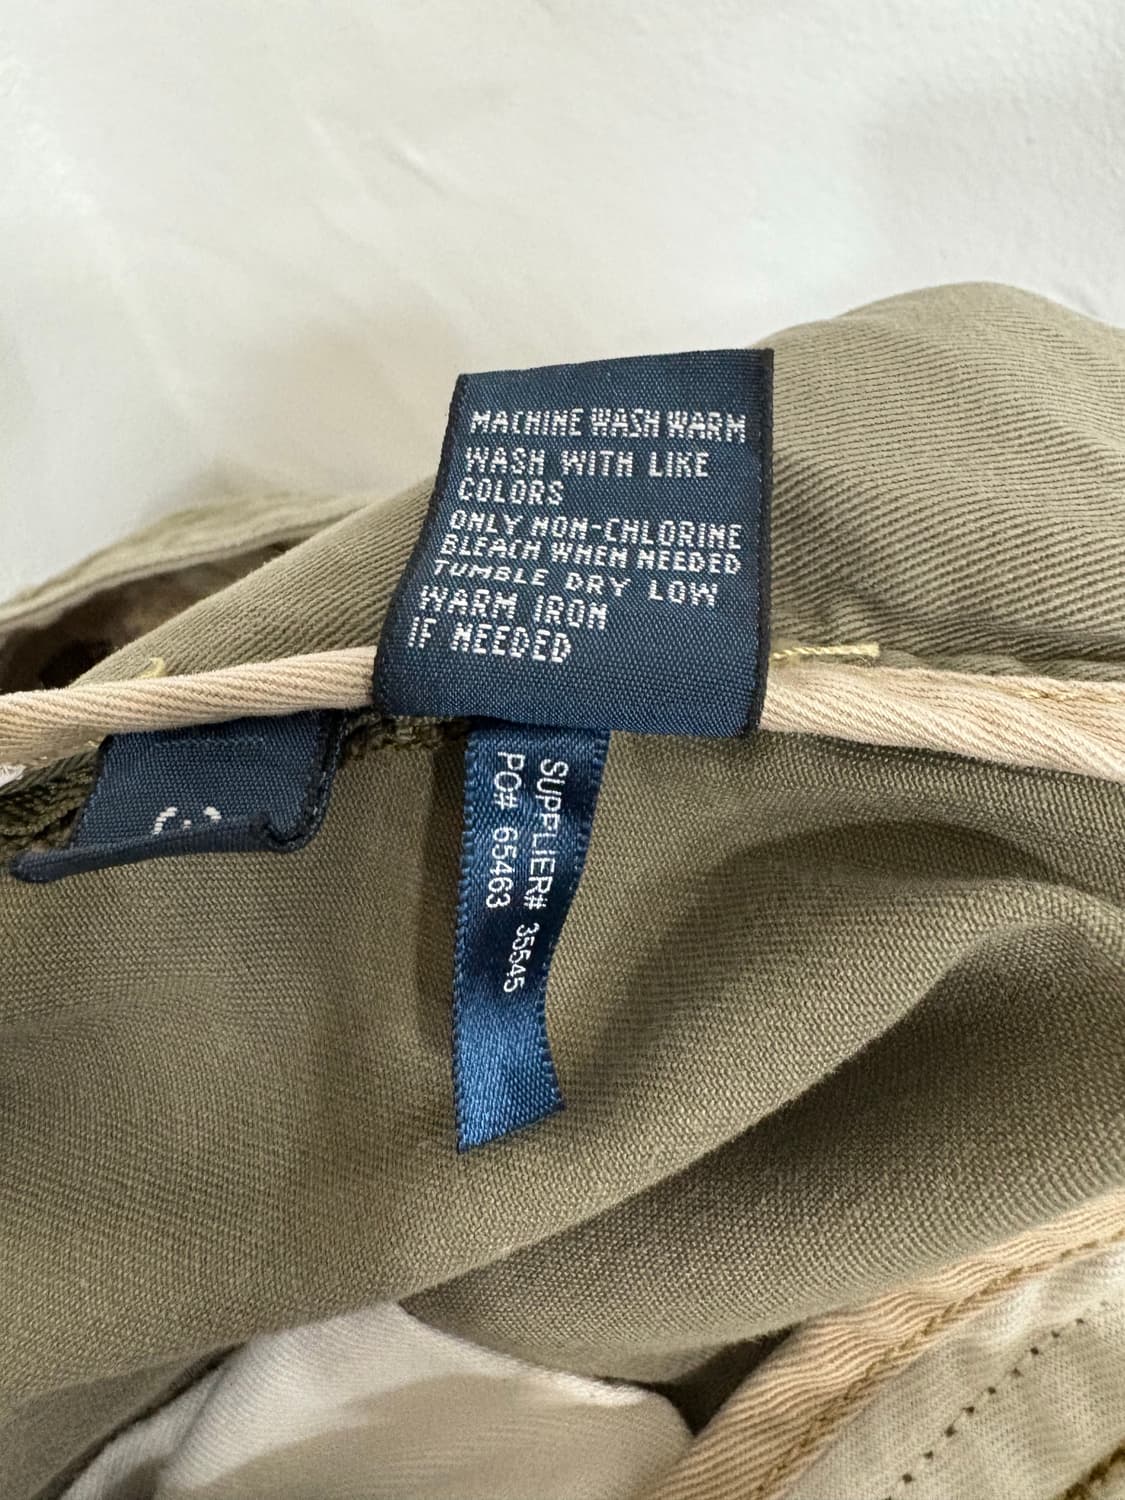 MACHINE WASH WARM
WASH WITH LIKE
COLORS
ONLY NON-CHLORINE
BLEACH WHEN NEEDED
TUMBLE DRY LOW
WARM IRON
IF NEEDED
SUPPLIER# 35545
PO# 65463